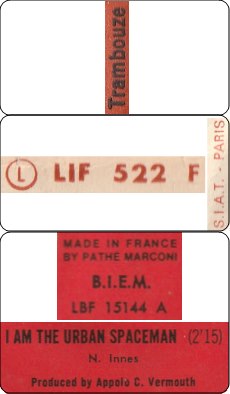 Trambouze
Ⓛ LIF 522 F
S.I.A.T. - PARIS
MADE IN FRANCE
BY PATHE MARCONI
B.I.E.M.
LBF 15144 A
I AM THE URBAN SPACEMAN (2'15)
N. Innes
Produced by Appolo C. Vermouth